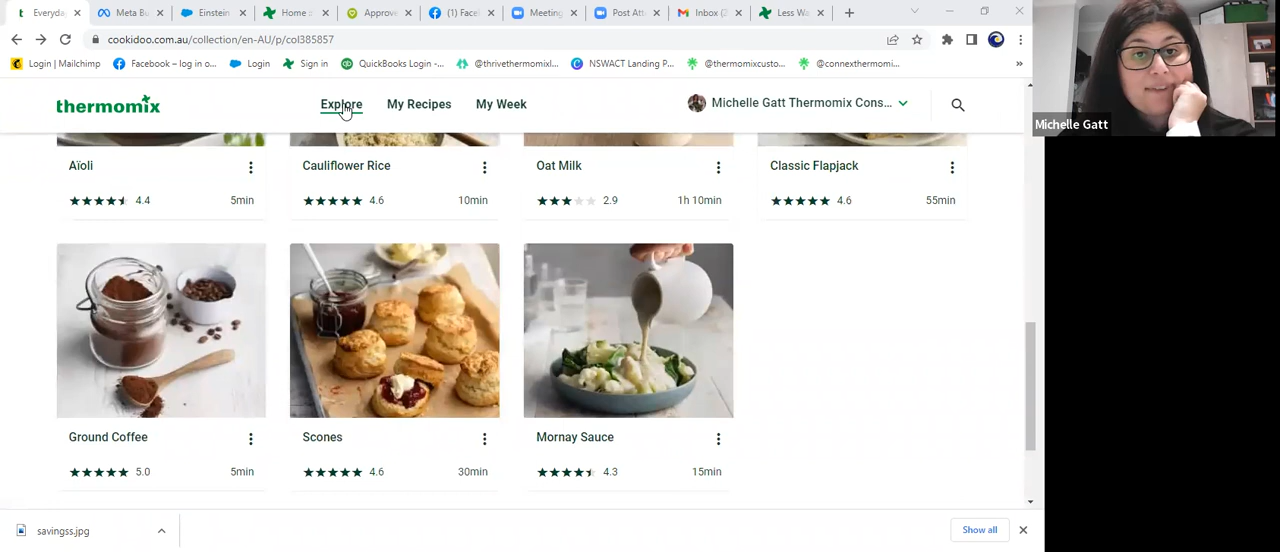 Everyda
Meta Bu
Einstein
Home a
Approve
(1) Face
Meeting
Post Att
Inbox (2
Less Wa
cookidoo.com.au/collection/en-AU/p/col385857
Login | Mailchimp
Facebook – log in o...
Login
Sign in
QuickBooks Login -...
@thrivethermomixl...
NSWACT Landing P...
@thermomixcusto...
@connexthermomi...
»
thermomix
Explore
My Recipes
My Week
Michelle Gatt Thermomix Cons...
Michelle Gatt
Aïoli
Cauliflower Rice
Oat Milk
Classic Flapjack
4.4 5min
4.6 10min
2.9 1h 10min
4.6 55min
Ground Coffee
Scones
Mornay Sauce
5.0 5min
4.6 30min
4.3 15min
savingss.jpg
Show all